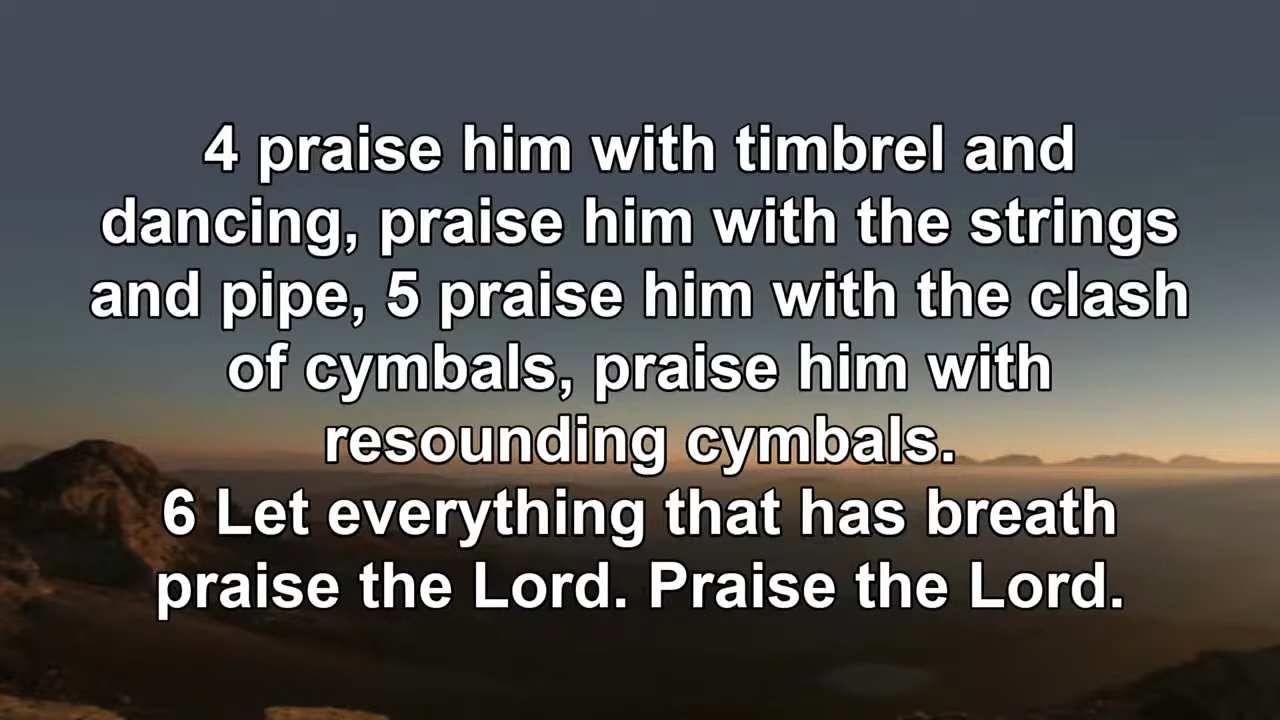 4 praise him with timbrel and
dancing, praise him with the strings
and pipe, 5 praise him with the clash
of cymbals, praise him with
resounding cymbals.
6 Let everything that has breath
praise the Lord. Praise the Lord.